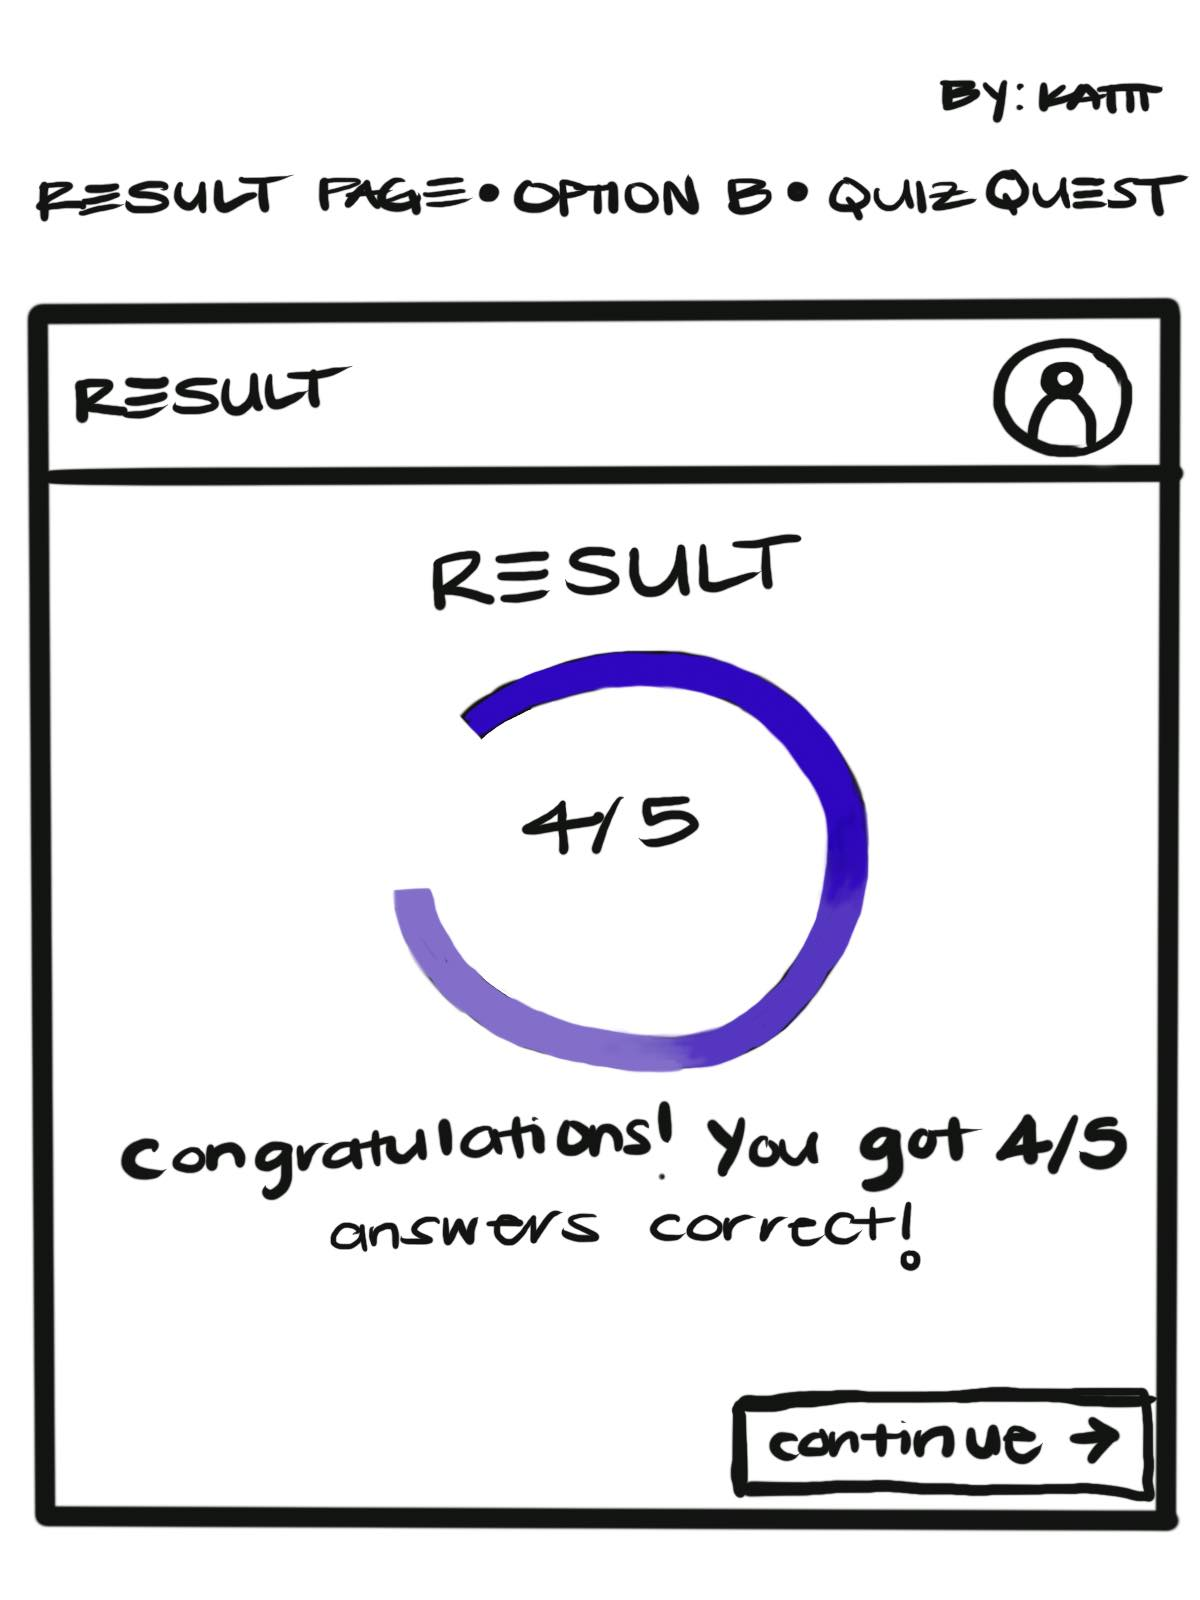 BY: KATTT
RESULT PAGE • OPTION B • QUIZ QUEST
RESULT
RESULT
4/5
Congratulations! You got 4/5
answers correct!
continue →